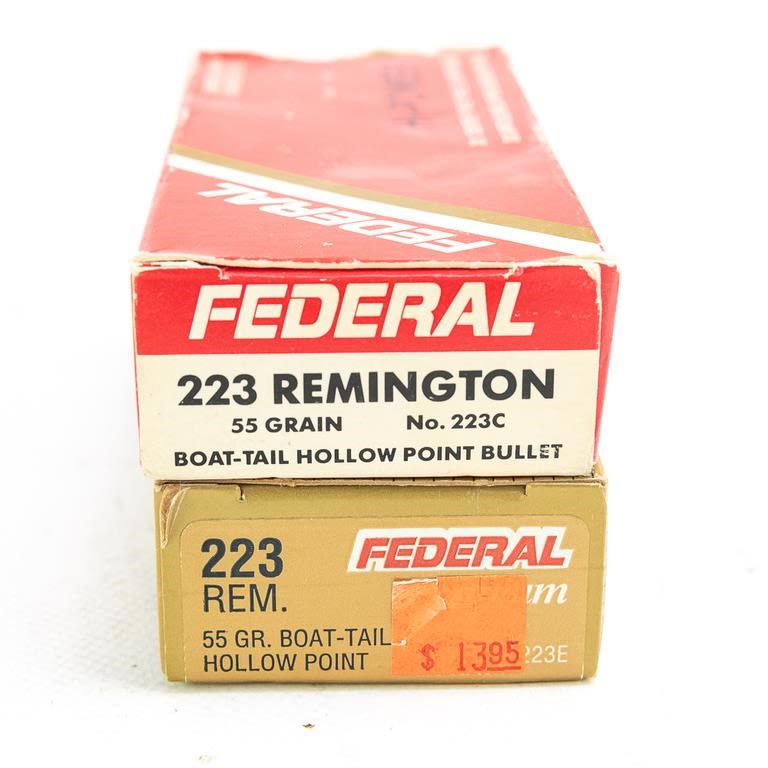 FEDERAL
FEDERAL
223 REMINGTON
55 GRAIN No. 223C
BOAT-TAIL HOLLOW POINT BULLET
223
REM.
FEDERAL
55 GR. BOAT-TAIL
HOLLOW POINT
$ 13.95
223E